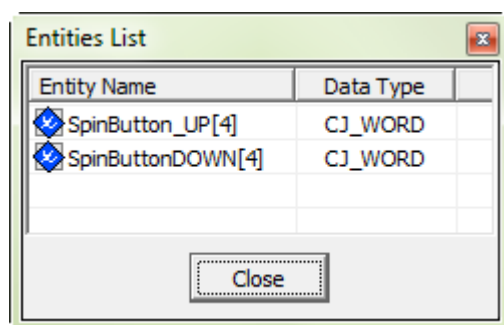 Entities List
Entity Name Data Type
SpinButton_UP[4] CJ_WORD
SpinButtonDOWN[4] CJ_WORD
Close